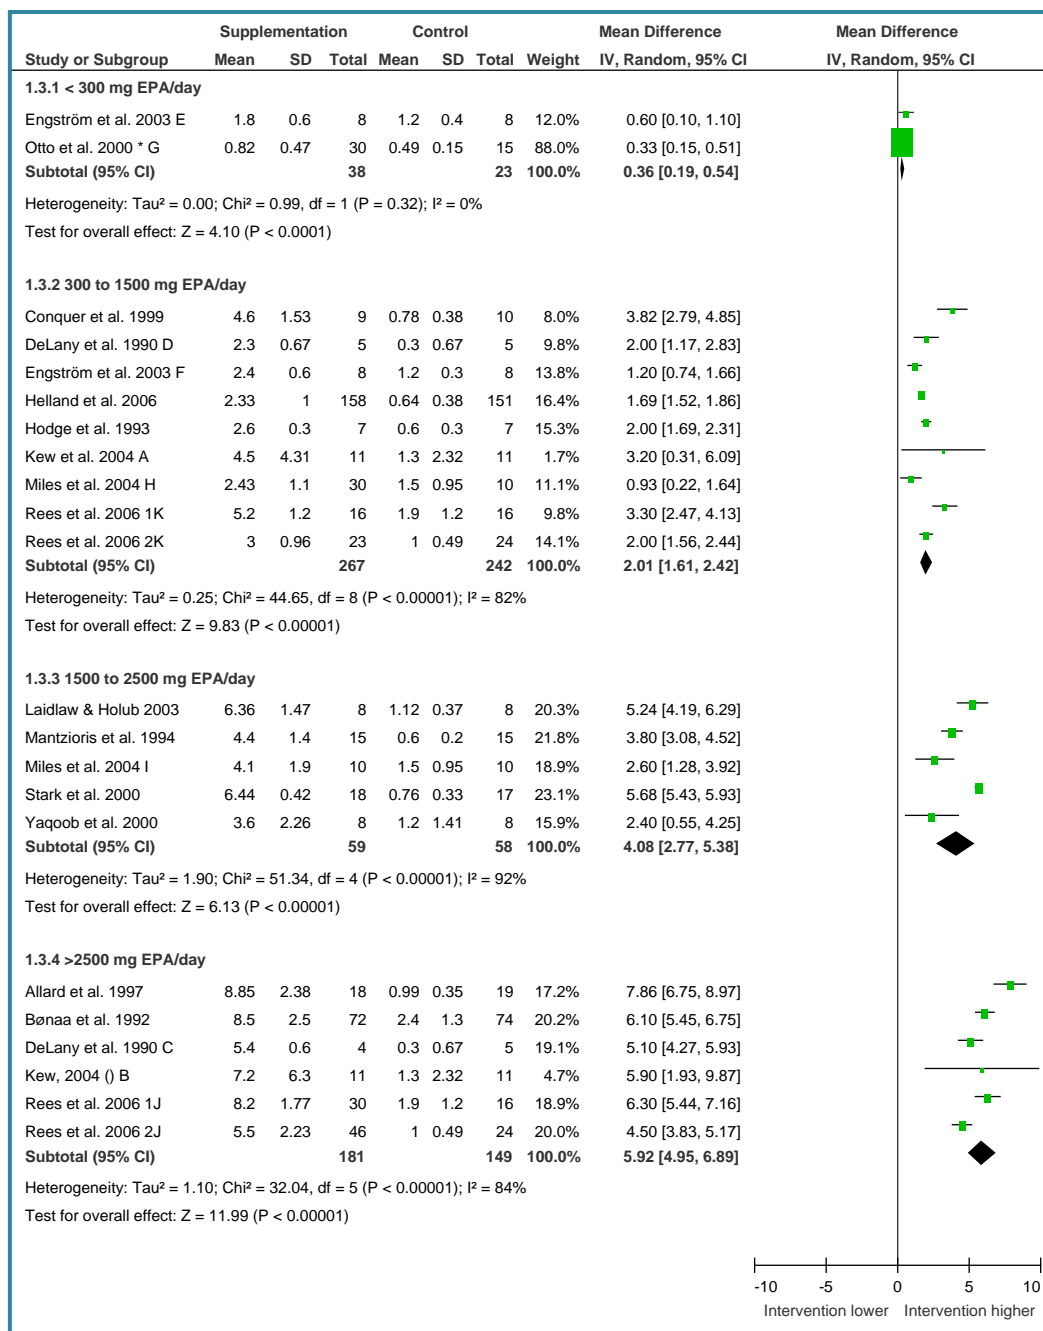 Supplementation Control Mean Difference Mean Difference
Study or Subgroup Mean SD Total Mean SD Total Weight IV, Random, 95% CI IV, Random, 95% CI
1.3.1 < 300 mg EPA/day
Engström et al. 2003 E 1.8 0.6 8 1.2 0.4 8 12.0% 0.60 [0.10, 1.10]
Otto et al. 2000 * G 0.82 0.47 30 0.49 0.15 15 88.0% 0.33 [0.15, 0.51]
Subtotal (95% CI) 38 23 100.0% 0.36 [0.19, 0.54]
Heterogeneity: Tau² = 0.00; Chi² = 0.99, df = 1 (P = 0.32); I² = 0%
Test for overall effect: Z = 4.10 (P < 0.0001)
1.3.2 300 to 1500 mg EPA/day
Conquer et al. 1999 4.6 1.53 9 0.78 0.38 10 8.0% 3.82 [2.79, 4.85]
DeLany et al. 1990 D 2.3 0.67 5 0.3 0.67 5 9.8% 2.00 [1.17, 2.83]
Engström et al. 2003 F 2.4 0.6 8 1.2 0.3 8 13.8% 1.20 [0.74, 1.66]
Helland et al. 2006 2.33 1 158 0.64 0.38 151 16.4% 1.69 [1.52, 1.86]
Hodge et al. 1993 2.6 0.3 7 0.6 0.3 7 15.3% 2.00 [1.69, 2.31]
Kew et al. 2004 A 4.5 4.31 11 1.3 2.32 11 1.7% 3.20 [0.31, 6.09]
Miles et al. 2004 H 2.43 1.1 30 1.5 0.95 10 11.1% 0.93 [0.22, 1.64]
Rees et al. 2006 1K 5.2 1.2 16 1.9 1.2 16 9.8% 3.30 [2.47, 4.13]
Rees et al. 2006 2K 3 0.96 23 1 0.49 24 14.1% 2.00 [1.56, 2.44]
Subtotal (95% CI) 267 242 100.0% 2.01 [1.61, 2.42]
Heterogeneity: Tau² = 0.25; Chi² = 44.65, df = 8 (P < 0.00001); I² = 82%
Test for overall effect: Z = 9.83 (P < 0.00001)
1.3.3 1500 to 2500 mg EPA/day
Laidlaw & Holub 2003 6.36 1.47 8 1.12 0.37 8 20.3% 5.24 [4.19, 6.29]
Mantzioris et al. 1994 4.4 1.4 15 0.6 0.2 15 21.8% 3.80 [3.08, 4.52]
Miles et al. 2004 I 4.1 1.9 10 1.5 0.95 10 18.9% 2.60 [1.28, 3.92]
Stark et al. 2000 6.44 0.42 18 0.76 0.33 17 23.1% 5.68 [5.43, 5.93]
Yaqoob et al. 2000 3.6 2.26 8 1.2 1.41 8 15.9% 2.40 [0.55, 4.25]
Subtotal (95% CI) 59 58 100.0% 4.08 [2.77, 5.38]
Heterogeneity: Tau² = 1.90; Chi² = 51.34, df = 4 (P < 0.00001); I² = 92%
Test for overall effect: Z = 6.13 (P < 0.00001)
1.3.4 >2500 mg EPA/day
Allard et al. 1997 8.85 2.38 18 0.99 0.35 19 17.2% 7.86 [6.75, 8.97]
Bønaa et al. 1992 8.5 2.5 72 2.4 1.3 74 20.2% 6.10 [5.45, 6.75]
DeLany et al. 1990 C 5.4 0.6 4 0.3 0.67 5 19.1% 5.10 [4.27, 5.93]
Kew, 2004 () B 7.2 6.3 11 1.3 2.32 11 4.7% 5.90 [1.93, 9.87]
Rees et al. 2006 1J 8.2 1.77 30 1.9 1.2 16 18.9% 6.30 [5.44, 7.16]
Rees et al. 2006 2J 5.5 2.23 46 1 0.49 24 20.0% 4.50 [3.83, 5.17]
Subtotal (95% CI) 181 149 100.0% 5.92 [4.95, 6.89]
Heterogeneity: Tau² = 1.10; Chi² = 32.04, df = 5 (P < 0.00001); I² = 84%
Test for overall effect: Z = 11.99 (P < 0.00001)
-10 -5 0 5 10
Intervention lower Intervention higher